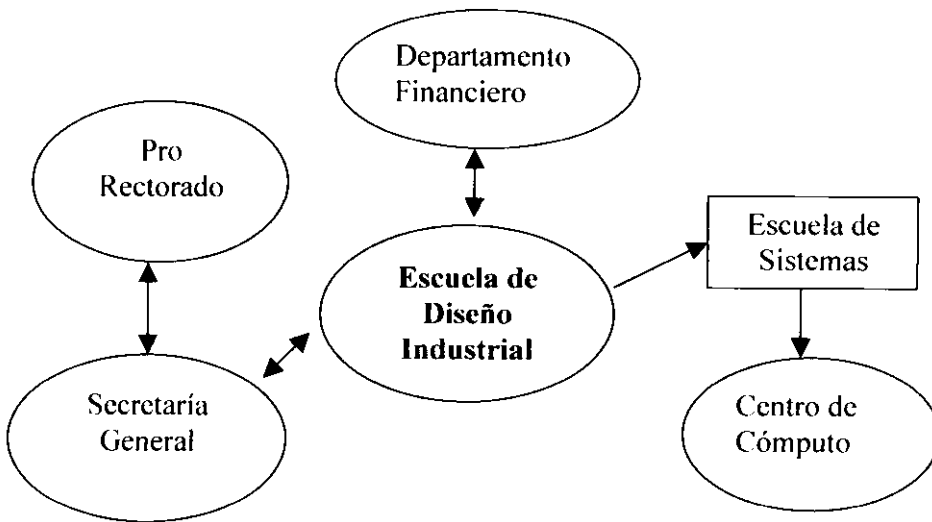 Departamento
Financiero
Pro
Rectorado
Escuela de
Sistemas
Escuela de
Diseño
Industrial
Secretaría
General
Centro de
Cómputo